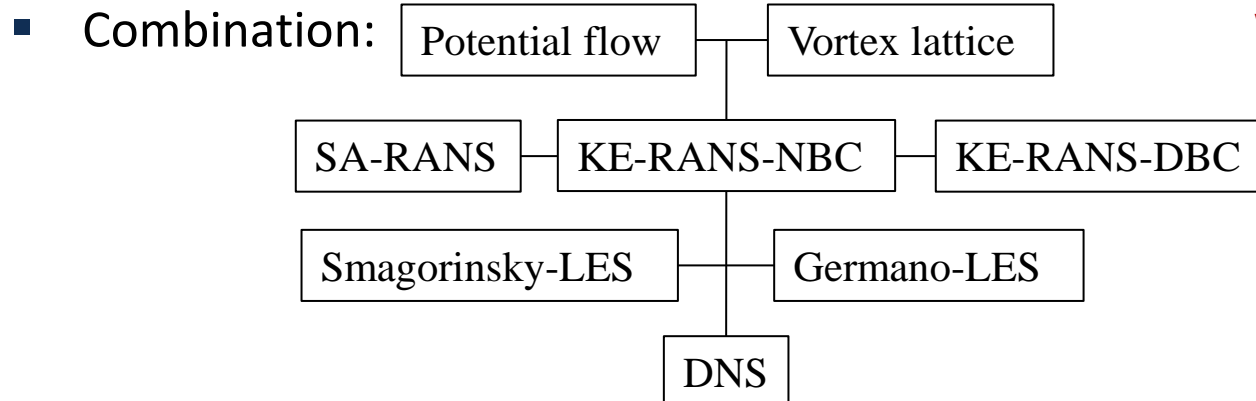 ▪ Combination:
Potential flow
Vortex lattice
SA-RANS
KE-RANS-NBC
KE-RANS-DBC
Smagorinsky-LES
Germano-LES
DNS